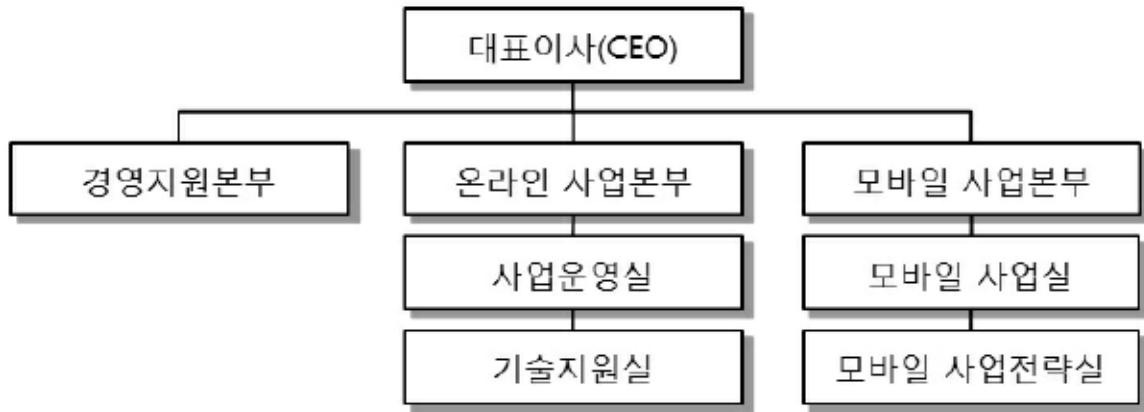 대표이사(CEO)
경영지원본부
온라인 사업본부
모바일 사업본부
사업운영실
모바일 사업실
기술지원실
모바일 사업전략실